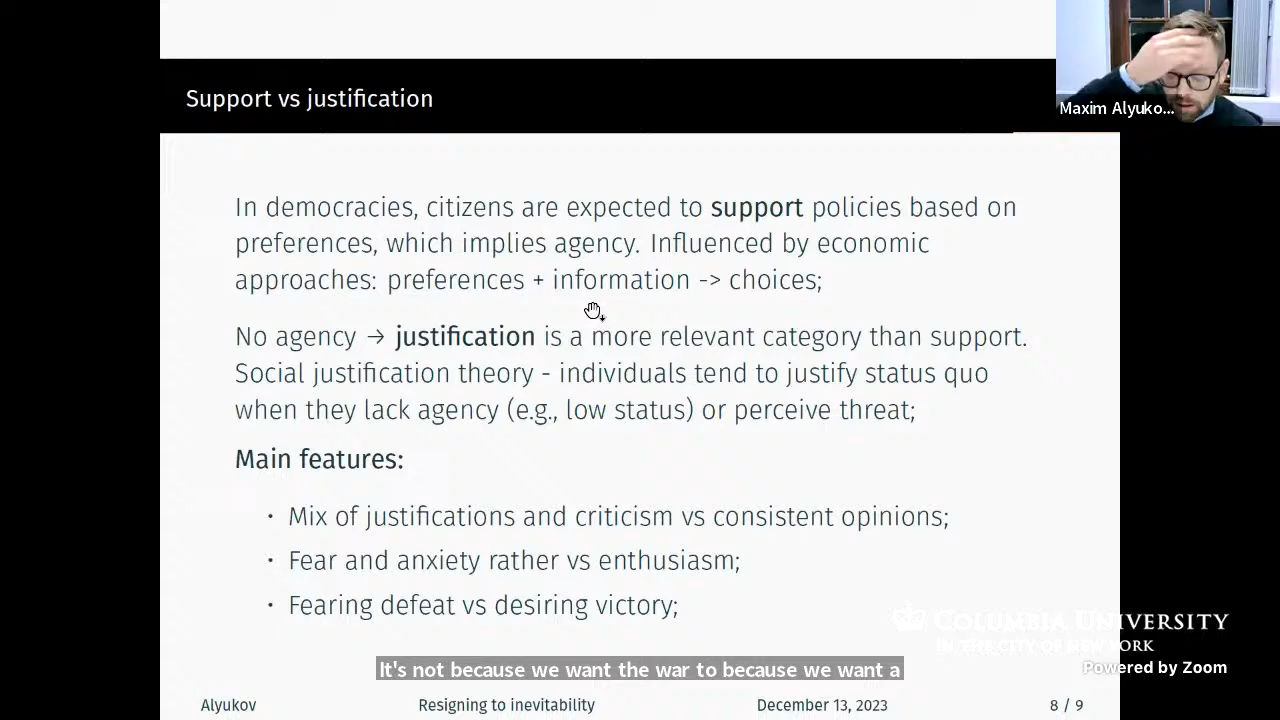 Support vs justification
Maxim Alyuko...
In democracies, citizens are expected to support policies based on
preferences, which implies agency. Influenced by economic
approaches: preferences + information -> choices;
No agency → justification is a more relevant category than support.
Social justification theory - individuals tend to justify status quo
when they lack agency (e.g., low status) or perceive threat;
Main features:
• Mix of justifications and criticism vs consistent opinions;
• Fear and anxiety rather vs enthusiasm;
• Fearing defeat vs desiring victory;
COLUMBIA UNIVERSITY
IN THE CITY OF NEW YORK
Powered by Zoom
It's not because we want the war to because we want a
Alyukov Resigning to inevitability December 13, 2023 8 / 9